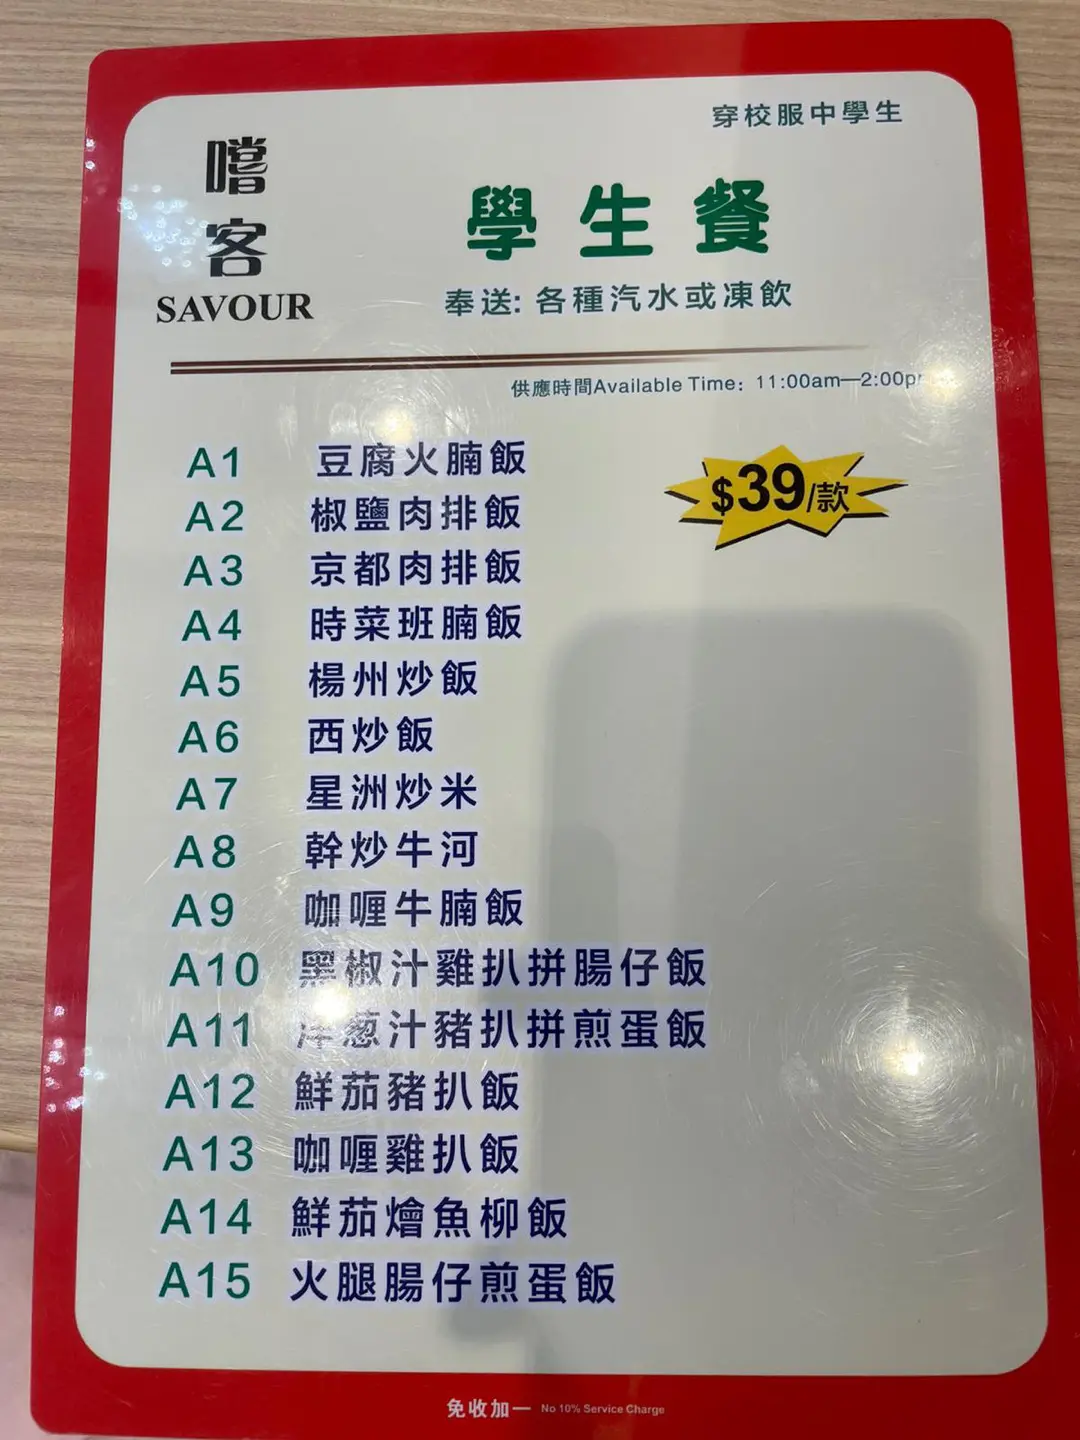 穿校服中學生
嚐客
SAVOUR
學生餐
奉送: 各種汽水或凍飲
供應時間Available Time: 11:00am—2:00pm
A1 豆腐火腩飯
$39/款
A2 椒鹽肉排飯
A3 京都肉排飯
A4 時菜班腩飯
A5 楊州炒飯
A6 西炒飯
A7 星洲炒米
A8 幹炒牛河
A9 咖喱牛腩飯
A10 黑椒汁雞扒拼腸仔飯
A11 洋葱汁豬扒拼煎蛋飯
A12 鮮茄豬扒飯
A13 咖喱雞扒飯
A14 鮮茄燴魚柳飯
A15 火腿腸仔煎蛋飯
免收加一 No 10% Service Charge